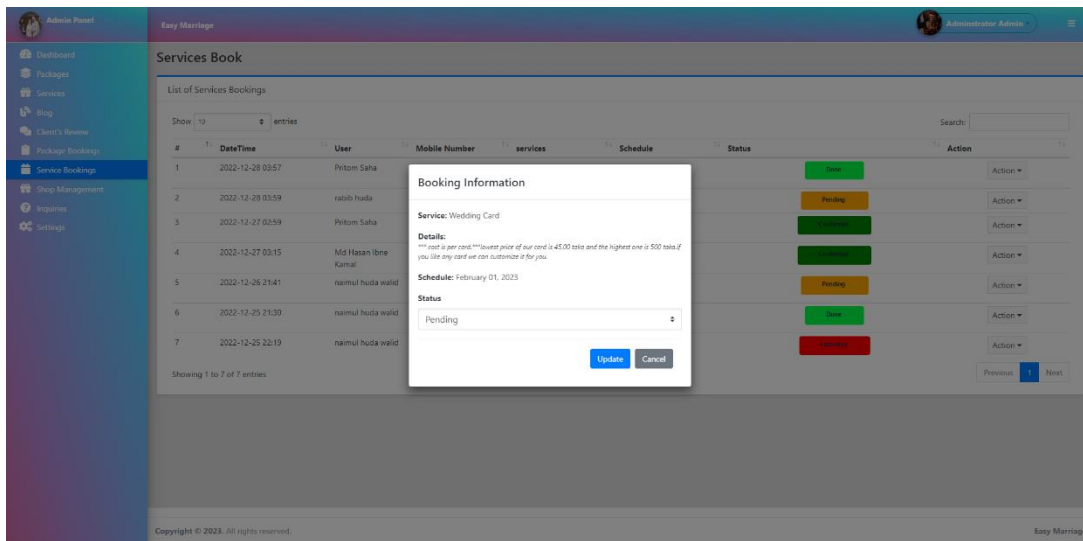 Admin Panel
Easy Marriage
Adminstrator Admin
Dashboard
Packages
Services
Blog
Client's Review
Package Bookings
Service Bookings
Shop Management
Inquiries
Settings
Services Book
List of Services Bookings
Show 10 entries
Search:
# DateTime User Mobile Number services Schedule Status Action
1 2022-12-28 03:57 Pritom Saha Done Action
2 2022-12-28 03:59 rabib huda Pending Action
3 2022-12-27 02:59 Pritom Saha Action
4 2022-12-27 03:15 Md Hasan Ibne Kamal Action
5 2022-12-26 21:41 naimul huda walid Pending Action
6 2022-12-25 21:30 naimul huda walid Done Action
7 2022-12-25 22:19 naimul huda walid Action
Showing 1 to 7 of 7 entries
Previous 1 Next
Booking Information
Service: Wedding Card
Details:
*** cost is per card,***lowest price of our card is 45.00 taka and the highest one is 500 taka.if
you like any card we can customize it for you.
Schedule: February 01, 2023
Status
Pending
Update Cancel
Copyright © 2023. All rights reserved.
Easy Marriag